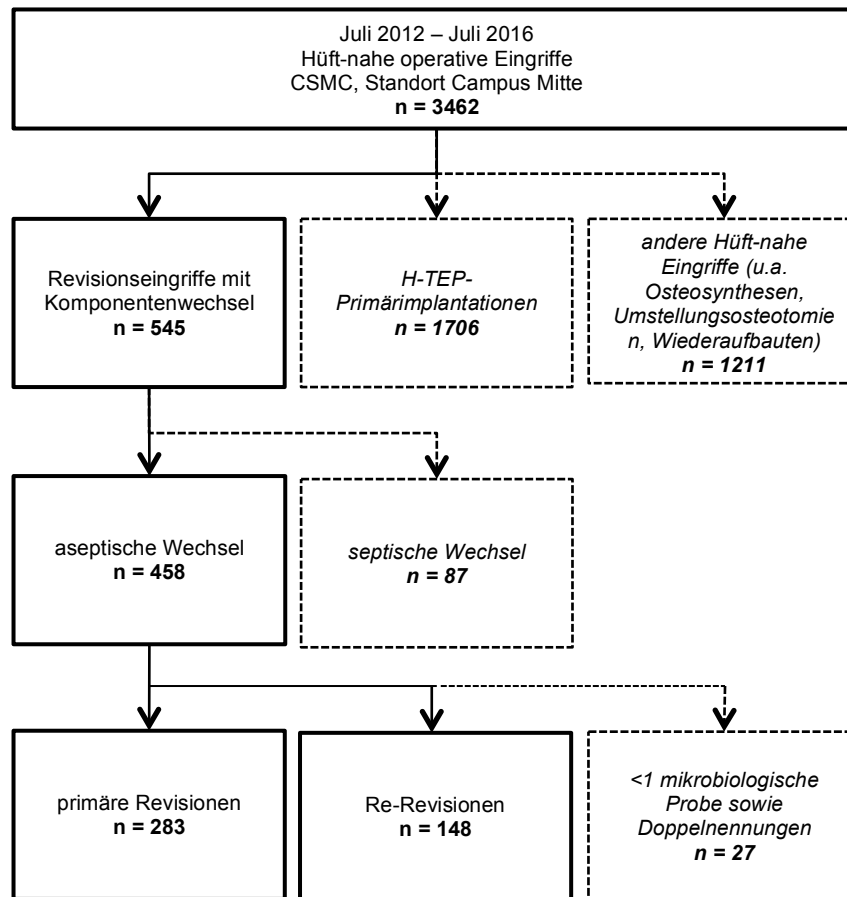 Juli 2012 – Juli 2016
Hüft-nahe operative Eingriffe
CSMC, Standort Campus Mitte
n = 3462
Revisionseingriffe mit
Komponentenwechsel
n = 545
H-TEP-
Primärimplantationen
n = 1706
andere Hüft-nahe
Eingriffe (u.a.
Osteosynthesen,
Umstellungsosteotomie
n, Wiederaufbauten)
n = 1211
aseptische Wechsel
n = 458
septische Wechsel
n = 87
primäre Revisionen
n = 283
Re-Revisionen
n = 148
<1 mikrobiologische
Probe sowie
Doppelnennungen
n = 27